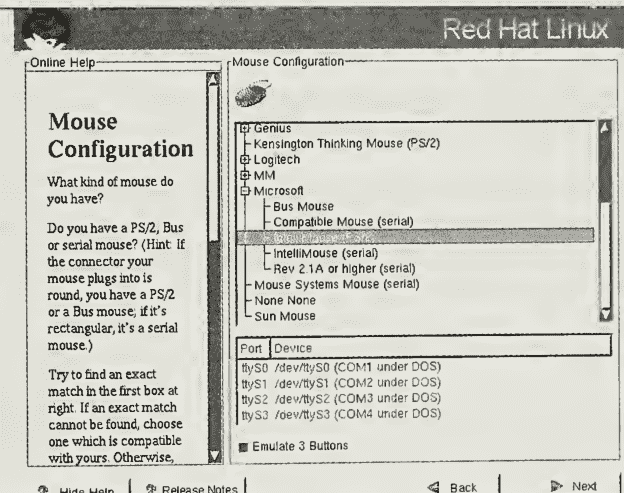 Red Hat Linux
Online Help
Mouse
Configuration
What kind of mouse do
you have?
Do you have a PS/2, Bus
or serial mouse? (Hint: If
the connector your
mouse plugs into is
round, you have a PS/2
or a Bus mouse; if it's
rectangular, it's a serial
mouse.)
Try to find an exact
match in the first box at
right. If an exact match
cannot be found, choose
one which is compatible
with yours. Otherwise,
Mouse Configuration
Genius
Kensington Thinking Mouse (PS/2)
Logitech
MM
Microsoft
Bus Mouse
Compatible Mouse (serial)
IntelliMouse (serial)
Rev 2.1A or higher (serial)
Mouse Systems Mouse (serial)
None None
Sun Mouse
Port Device
ttyS0 /dev/ttyS0 (COM1 under DOS)
ttyS1 /dev/ttyS1 (COM2 under DOS)
ttyS2 /dev/ttyS2 (COM3 under DOS)
ttyS3 /dev/ttyS3 (COM4 under DOS)
Emulate 3 Buttons
Hide Help
Release Notes
Back
Next